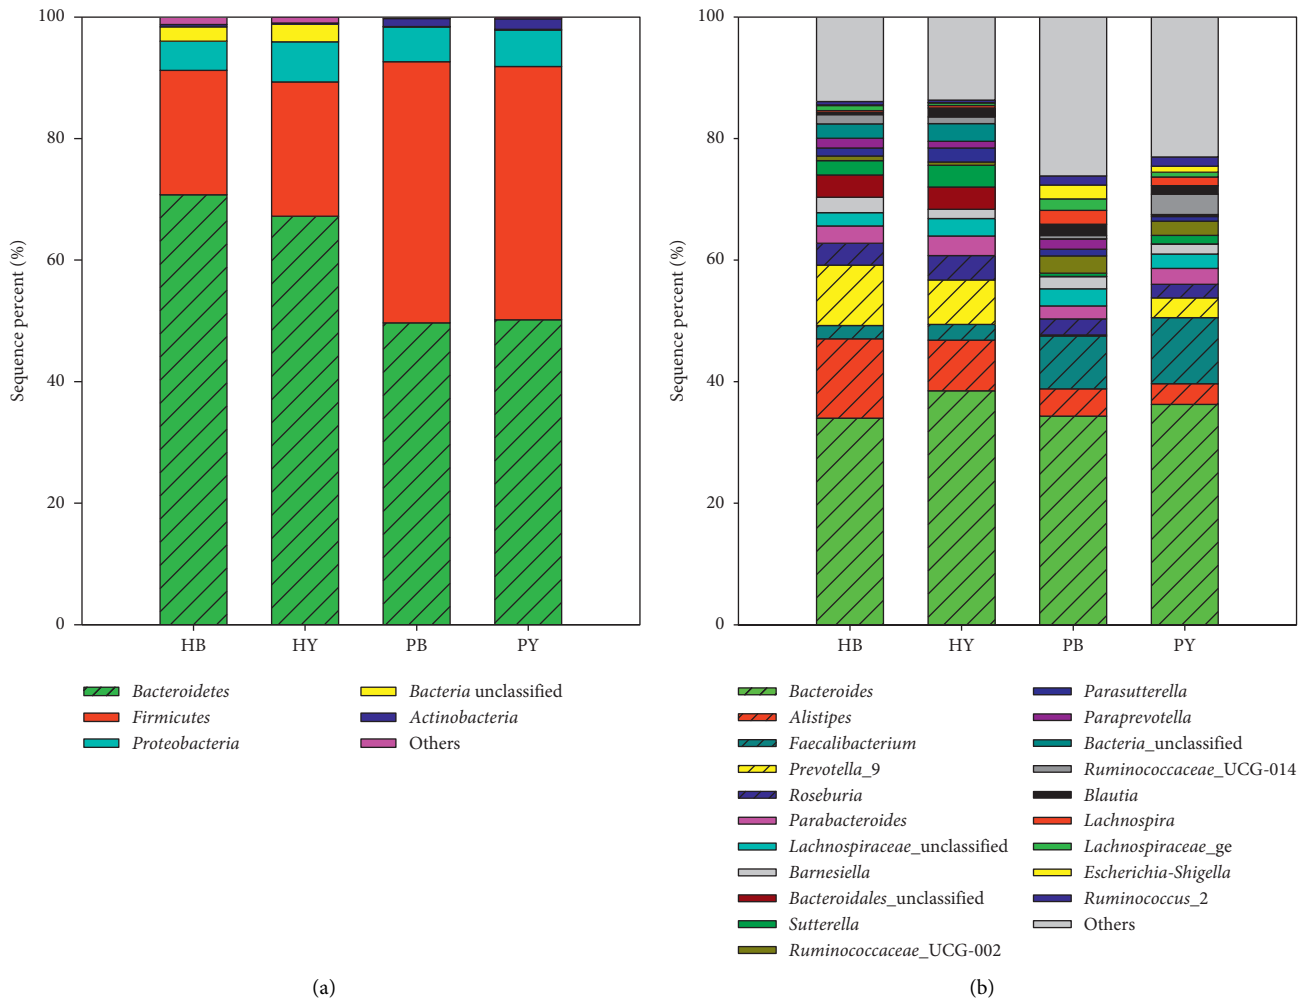 100
80
60
40
20
0
Sequence percent (%)
HB HY PB PY
Bacteroidetes
Firmicutes
Proteobacteria
Bacteria unclassified
Actinobacteria
Others
(a)
100
80
60
40
20
0
Sequence percent (%)
HB HY PB PY
Bacteroides
Alistipes
Faecalibacterium
Prevotella_9
Roseburia
Parabacteroides
Lachnospiraceae_unclassified
Barnesiella
Bacteroidales_unclassified
Sutterella
Ruminococcaceae_UCG-002
Parasutterella
Paraprevotella
Bacteria_unclassified
Ruminococcaceae_UCG-014
Blautia
Lachnospira
Lachnospiraceae_ge
Escherichia-Shigella
Ruminococcus_2
Others
(b)